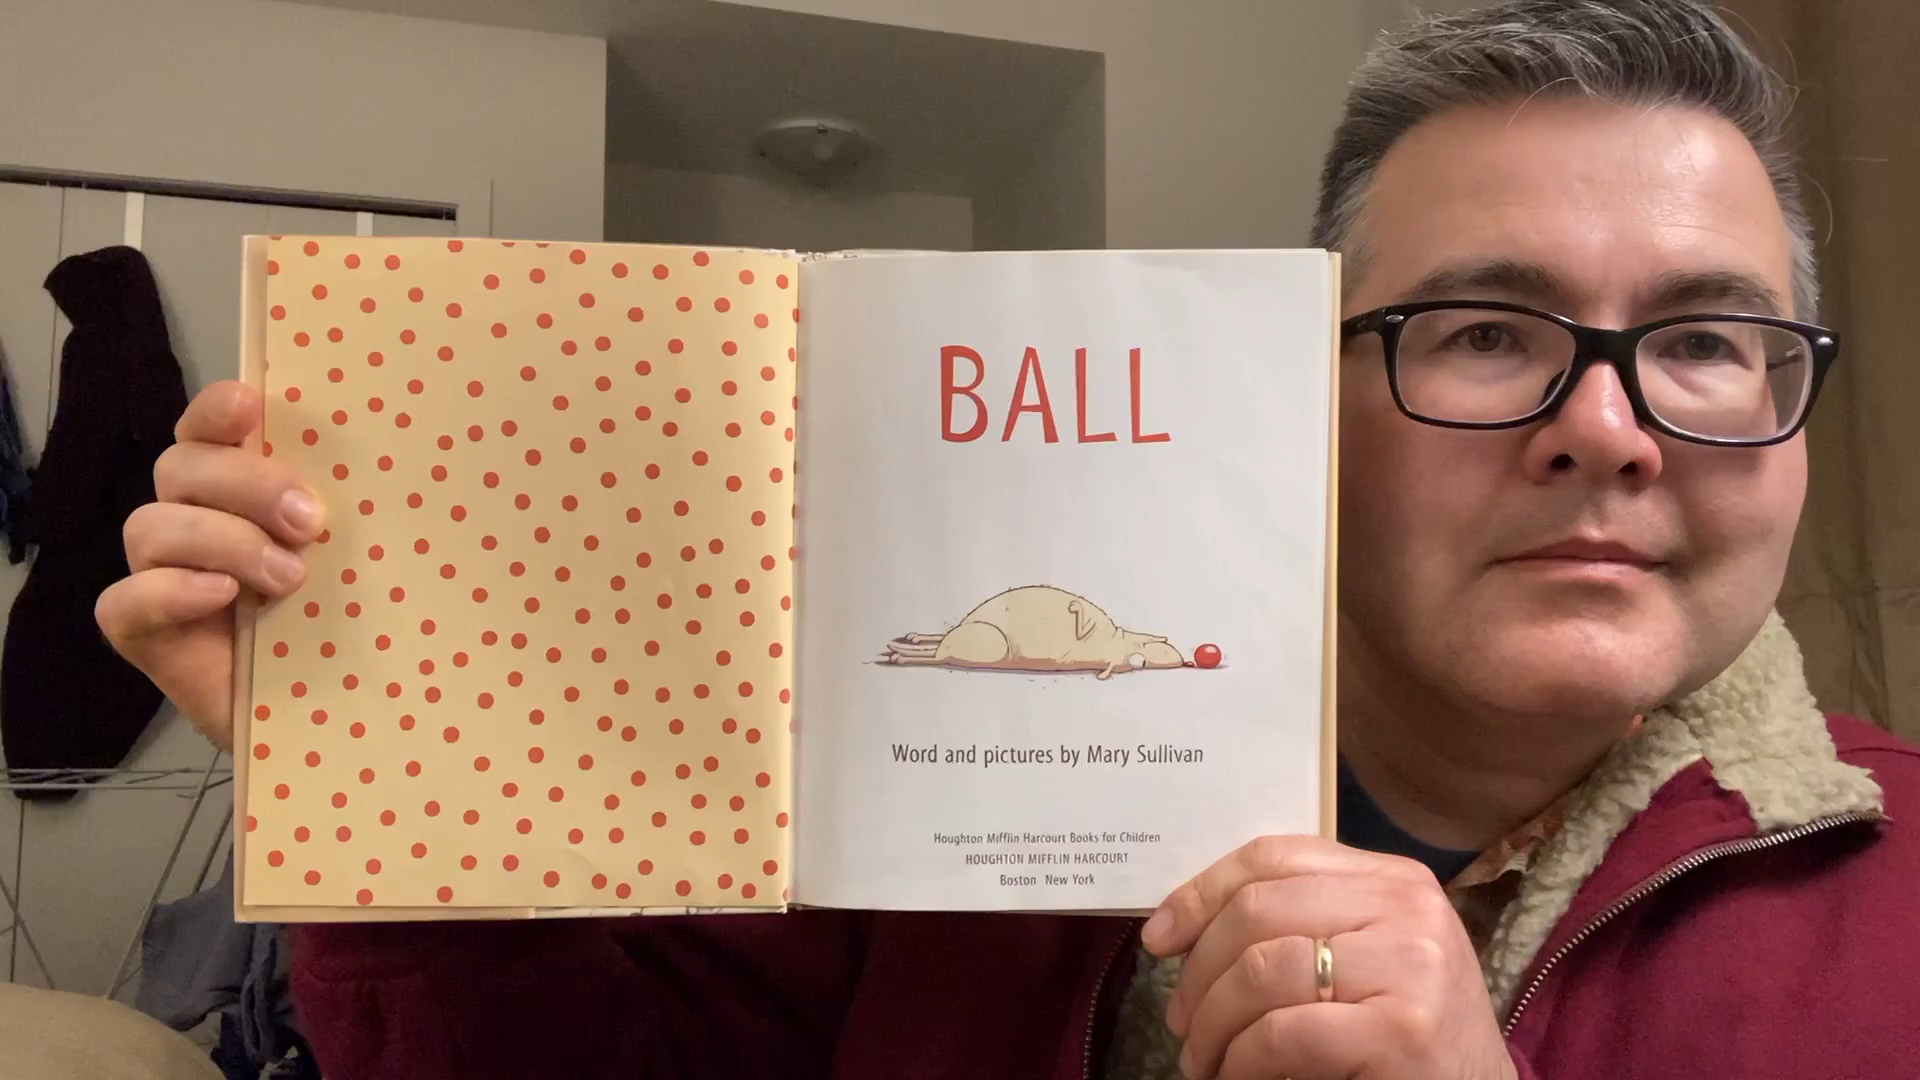 BALL
Word and pictures by Mary Sullivan
Houghton Mifflin Harcourt Books for Children
HOUGHTON MIFFLIN HARCOURT
Boston New York